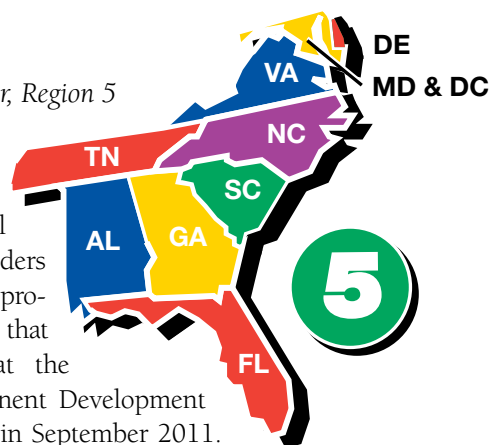 r, Region 5
l
ders
pro-
that
at the
nent Development
in September 2011.
DE
MD & DC
VA
NC
TN
SC
AL
GA
FL
5